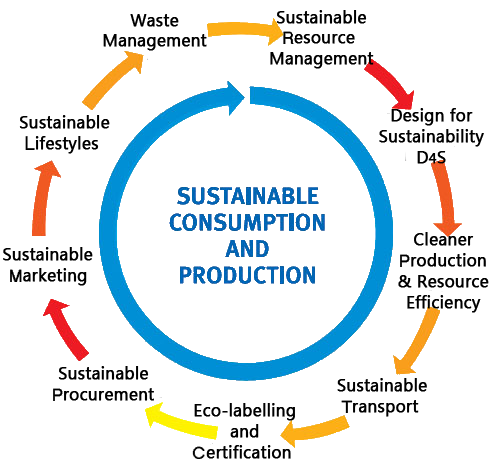 Waste
Management
Sustainable
Resource
Management
Design for
Sustainability
D4S
Cleaner
Production
& Resource
Efficiency
Sustainable
Transport
Eco-labelling
and
Certification
Sustainable
Procurement
Sustainable
Marketing
Sustainable
Lifestyles
SUSTAINABLE
CONSUMPTION
AND
PRODUCTION